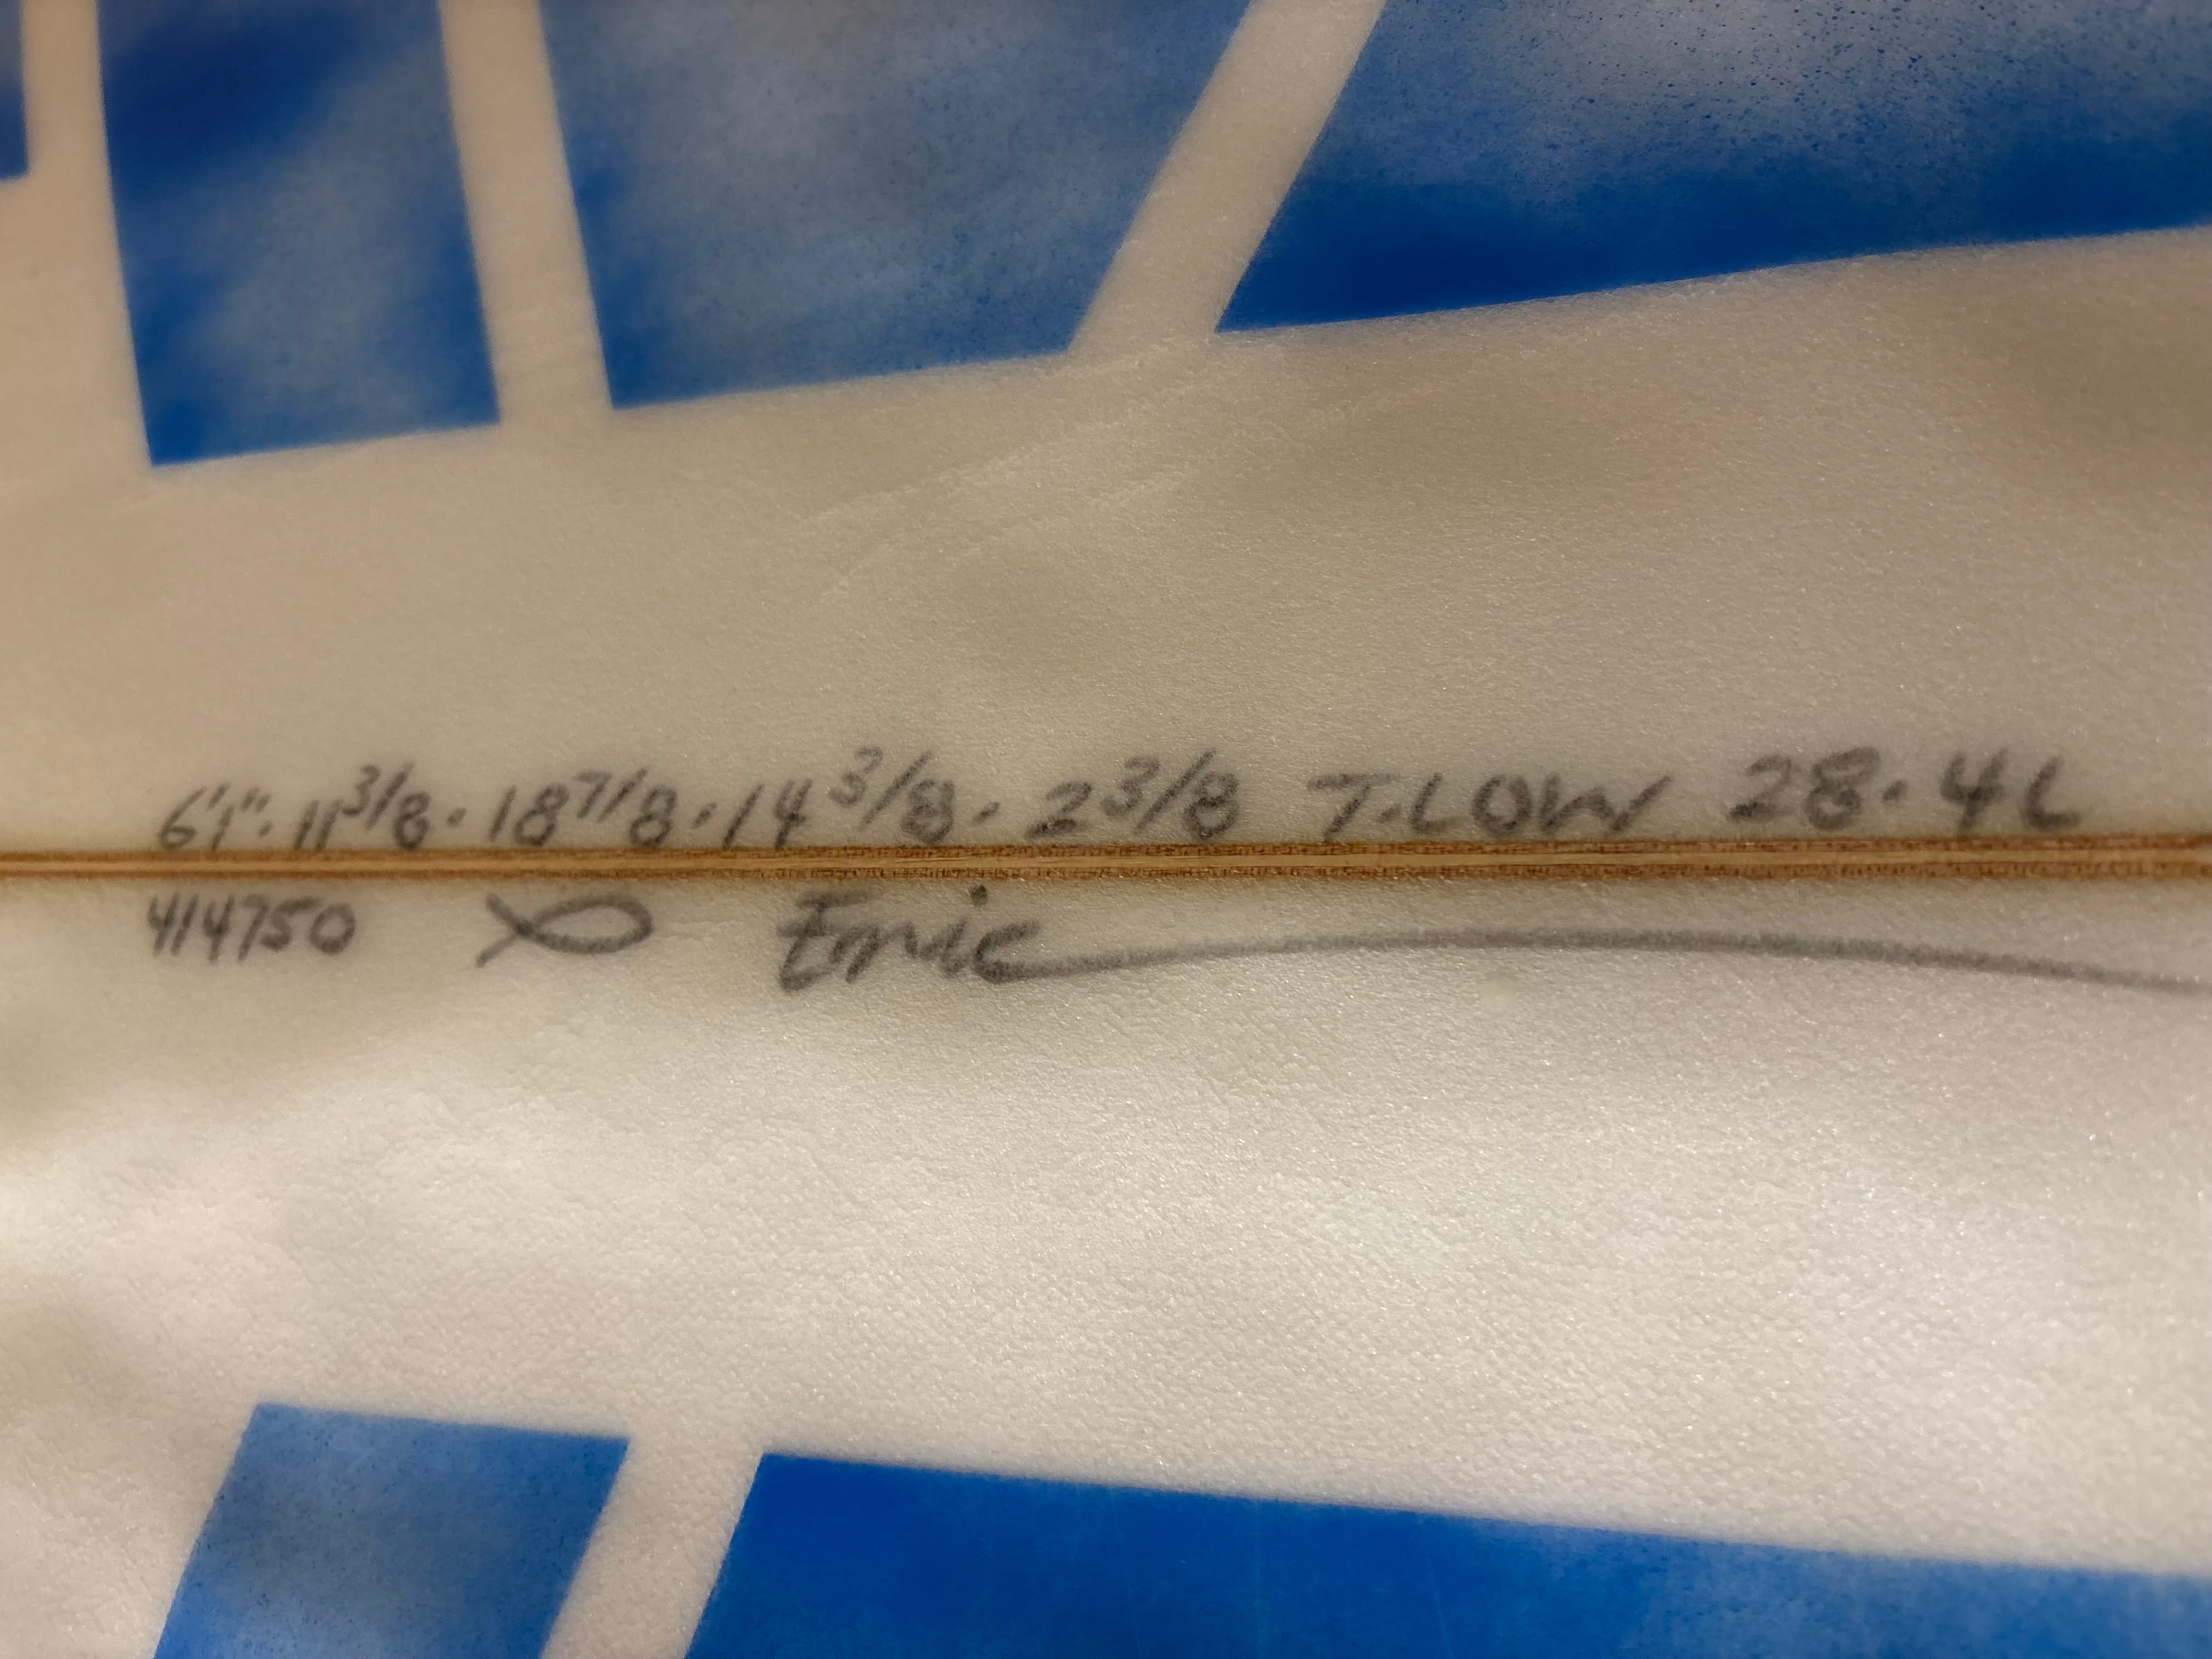 6'1". 11 3/8. 18 7/8. 14 3/8. 2 3/8 T.LOW 28.4L
414750 Eric